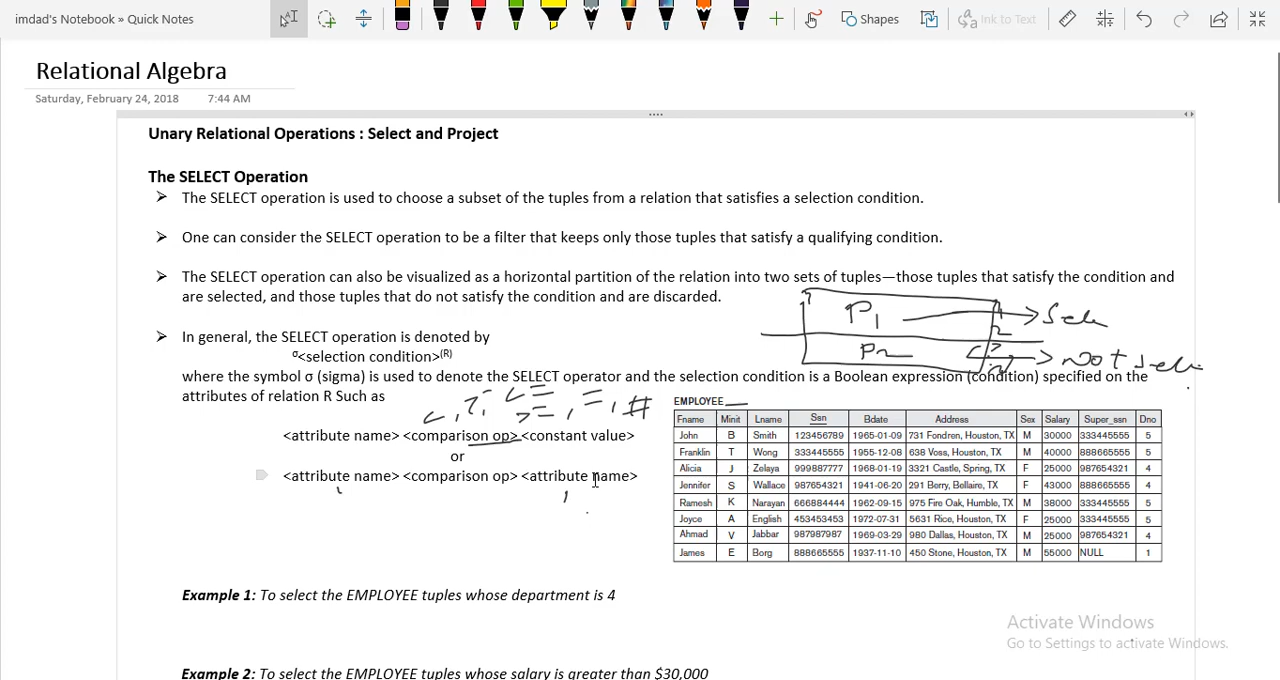 imdad's Notebook » Quick Notes
Shapes
Ink to Text
Relational Algebra
Saturday, February 24, 2018 7:44 AM
Unary Relational Operations : Select and Project
The SELECT Operation
➢ The SELECT operation is used to choose a subset of the tuples from a relation that satisfies a selection condition.
➢ One can consider the SELECT operation to be a filter that keeps only those tuples that satisfy a qualifying condition.
➢ The SELECT operation can also be visualized as a horizontal partition of the relation into two sets of tuples—those tuples that satisfy the condition and
are selected, and those tuples that do not satisfy the condition and are discarded.
P1 → Sele
P2 → Not Sele
➢ In general, the SELECT operation is denoted by
σ<selection condition>(R)
where the symbol σ (sigma) is used to denote the SELECT operator and the selection condition is a Boolean expression (condition) specified on the
attributes of relation R Such as
<attribute name> <comparison op> <constant value>
or
<attribute name> <comparison op> <attribute name>
EMPLOYEE
Fname Minit Lname Ssn Bdate Address Sex Salary Super_ssn Dno
John B Smith 123456789 1965-01-09 731 Fondren, Houston, TX M 30000 333445555 5
Franklin T Wong 333445555 1955-12-08 638 Voss, Houston, TX M 40000 888665555 5
Alicia J Zelaya 999887777 1968-01-19 3321 Castle, Spring, TX F 25000 987654321 4
Jennifer S Wallace 987654321 1941-06-20 291 Berry, Bellaire, TX F 43000 888665555 4
Ramesh K Narayan 666884444 1962-09-15 975 Fire Oak, Humble, TX M 38000 333445555 5
Joyce A English 453453453 1972-07-31 5631 Rice, Houston, TX F 25000 333445555 5
Ahmad V Jabbar 987987987 1969-03-29 980 Dallas, Houston, TX M 25000 987654321 4
James E Borg 888665555 1937-11-10 450 Stone, Houston, TX M 55000 NULL 1
Example 1: To select the EMPLOYEE tuples whose department is 4
Activate Windows
Go to Settings to activate Windows.
Example 2: To select the EMPLOYEE tuples whose salary is greater than $30,000